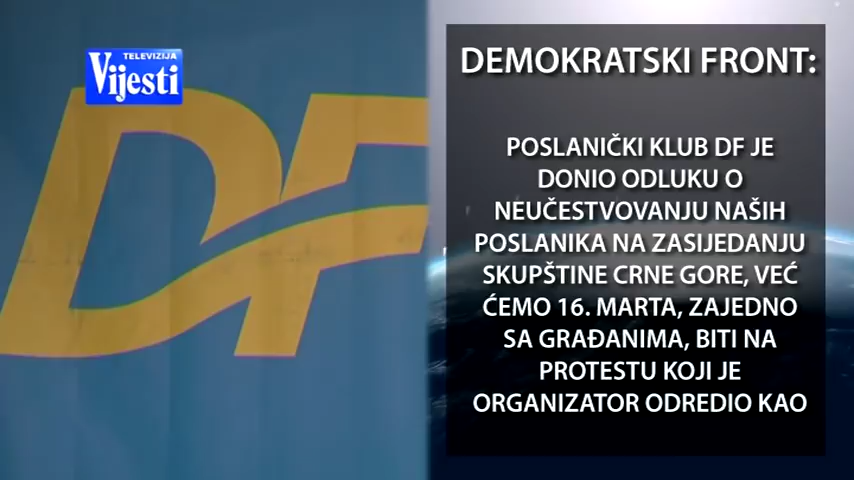 TELEVIZIJA
Vijesti
DF
DEMOKRATSKI FRONT:
POSLANIČKI KLUB DF JE
DONIO ODLUKU O
NEUČESTVOVANJU NAŠIH
POSLANIKA NA ZASIJEDANJU
SKUPŠTINE CRNE GORE, VEĆ
ĆEMO 16. MARTA, ZAJEDNO
SA GRAĐANIMA, BITI NA
PROTESTU KOJI JE
ORGANIZATOR ODREDIO KAO